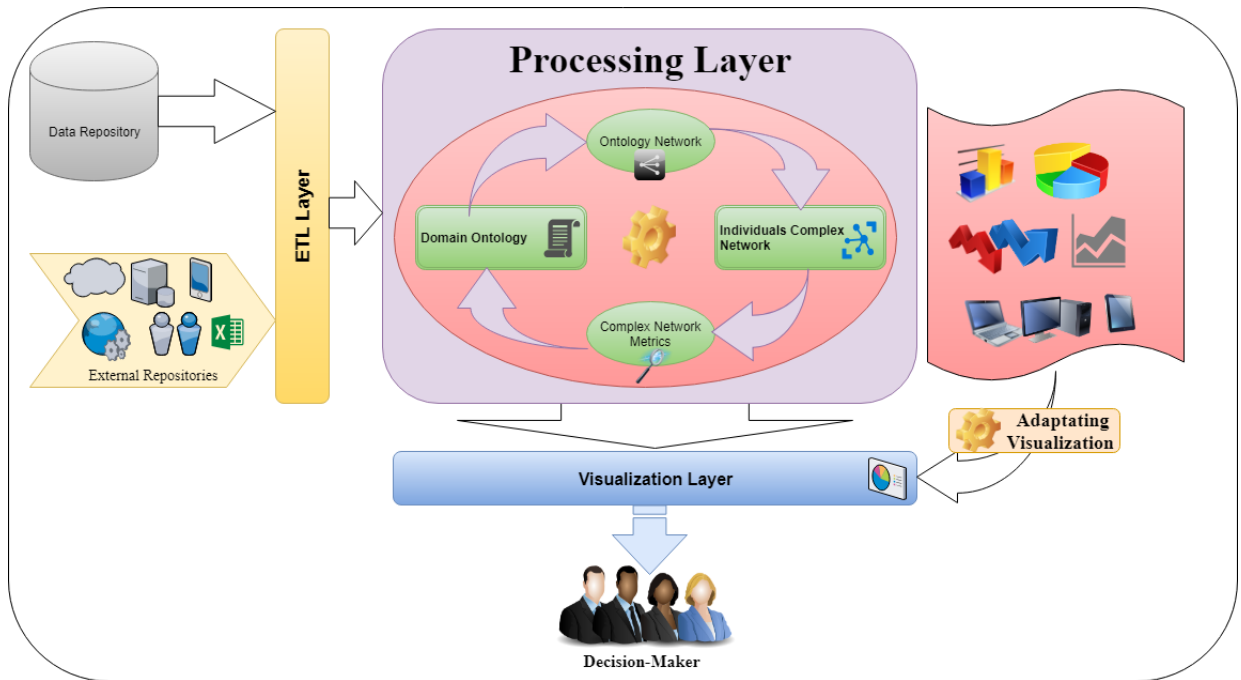 Processing Layer
Data Repository
ETL Layer
Ontology Network
Domain Ontology
Individuals Complex
Network
Complex Network
Metrics
External Repositories
X
Adaptating
Visualization
Visualization Layer
Decision-Maker